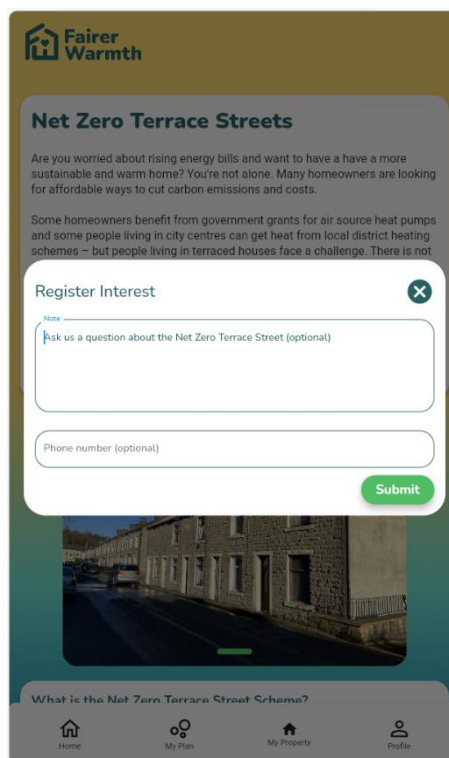 Fairer
Warmth
Net Zero Terrace Streets
Are you worried about rising energy bills and want to have a have a more
sustainable and warm home? You're not alone. Many homeowners are looking
for affordable ways to cut carbon emissions and costs.
Some homeowners benefit from government grants for air source heat pumps
and some people living in city centres can get heat from local district heating
schemes – but people living in terraced houses face a challenge. There is not
Register Interest
Note
Ask us a question about the Net Zero Terrace Street (optional)
Phone number (optional)
Submit
What is the Net Zero Terrace Street Scheme?
Home
My Plan
My Property
Profile